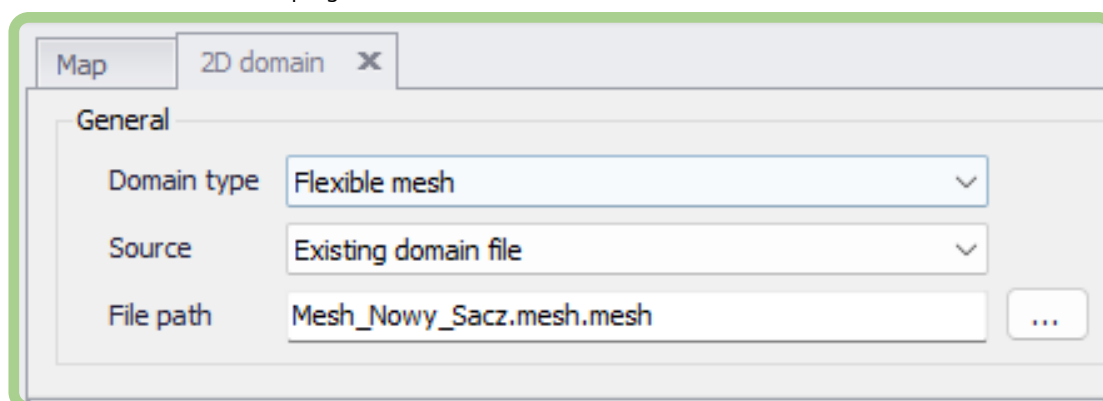 Map 2D domain
General
Domain type Flexible mesh
Source Existing domain file
File path Mesh_Nowy_Sacz.mesh.mesh ...